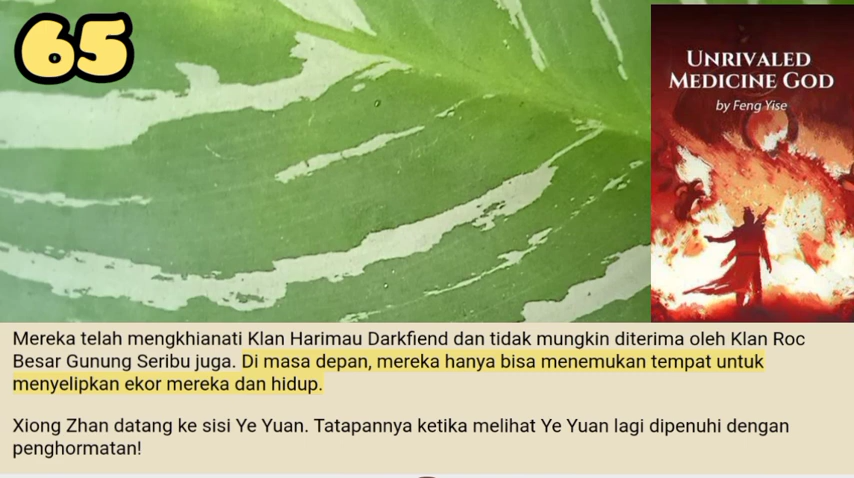 65
UNRIVALED
MEDICINE GOD
by Feng Yise
Mereka telah mengkhianati Klan Harimau Darkfiend dan tidak mungkin diterima oleh Klan Roc
Besar Gunung Seribu juga. Di masa depan, mereka hanya bisa menemukan tempat untuk
menyelipkan ekor mereka dan hidup.
Xiong Zhan datang ke sisi Ye Yuan. Tatapannya ketika melihat Ye Yuan lagi dipenuhi dengan
penghormatan!